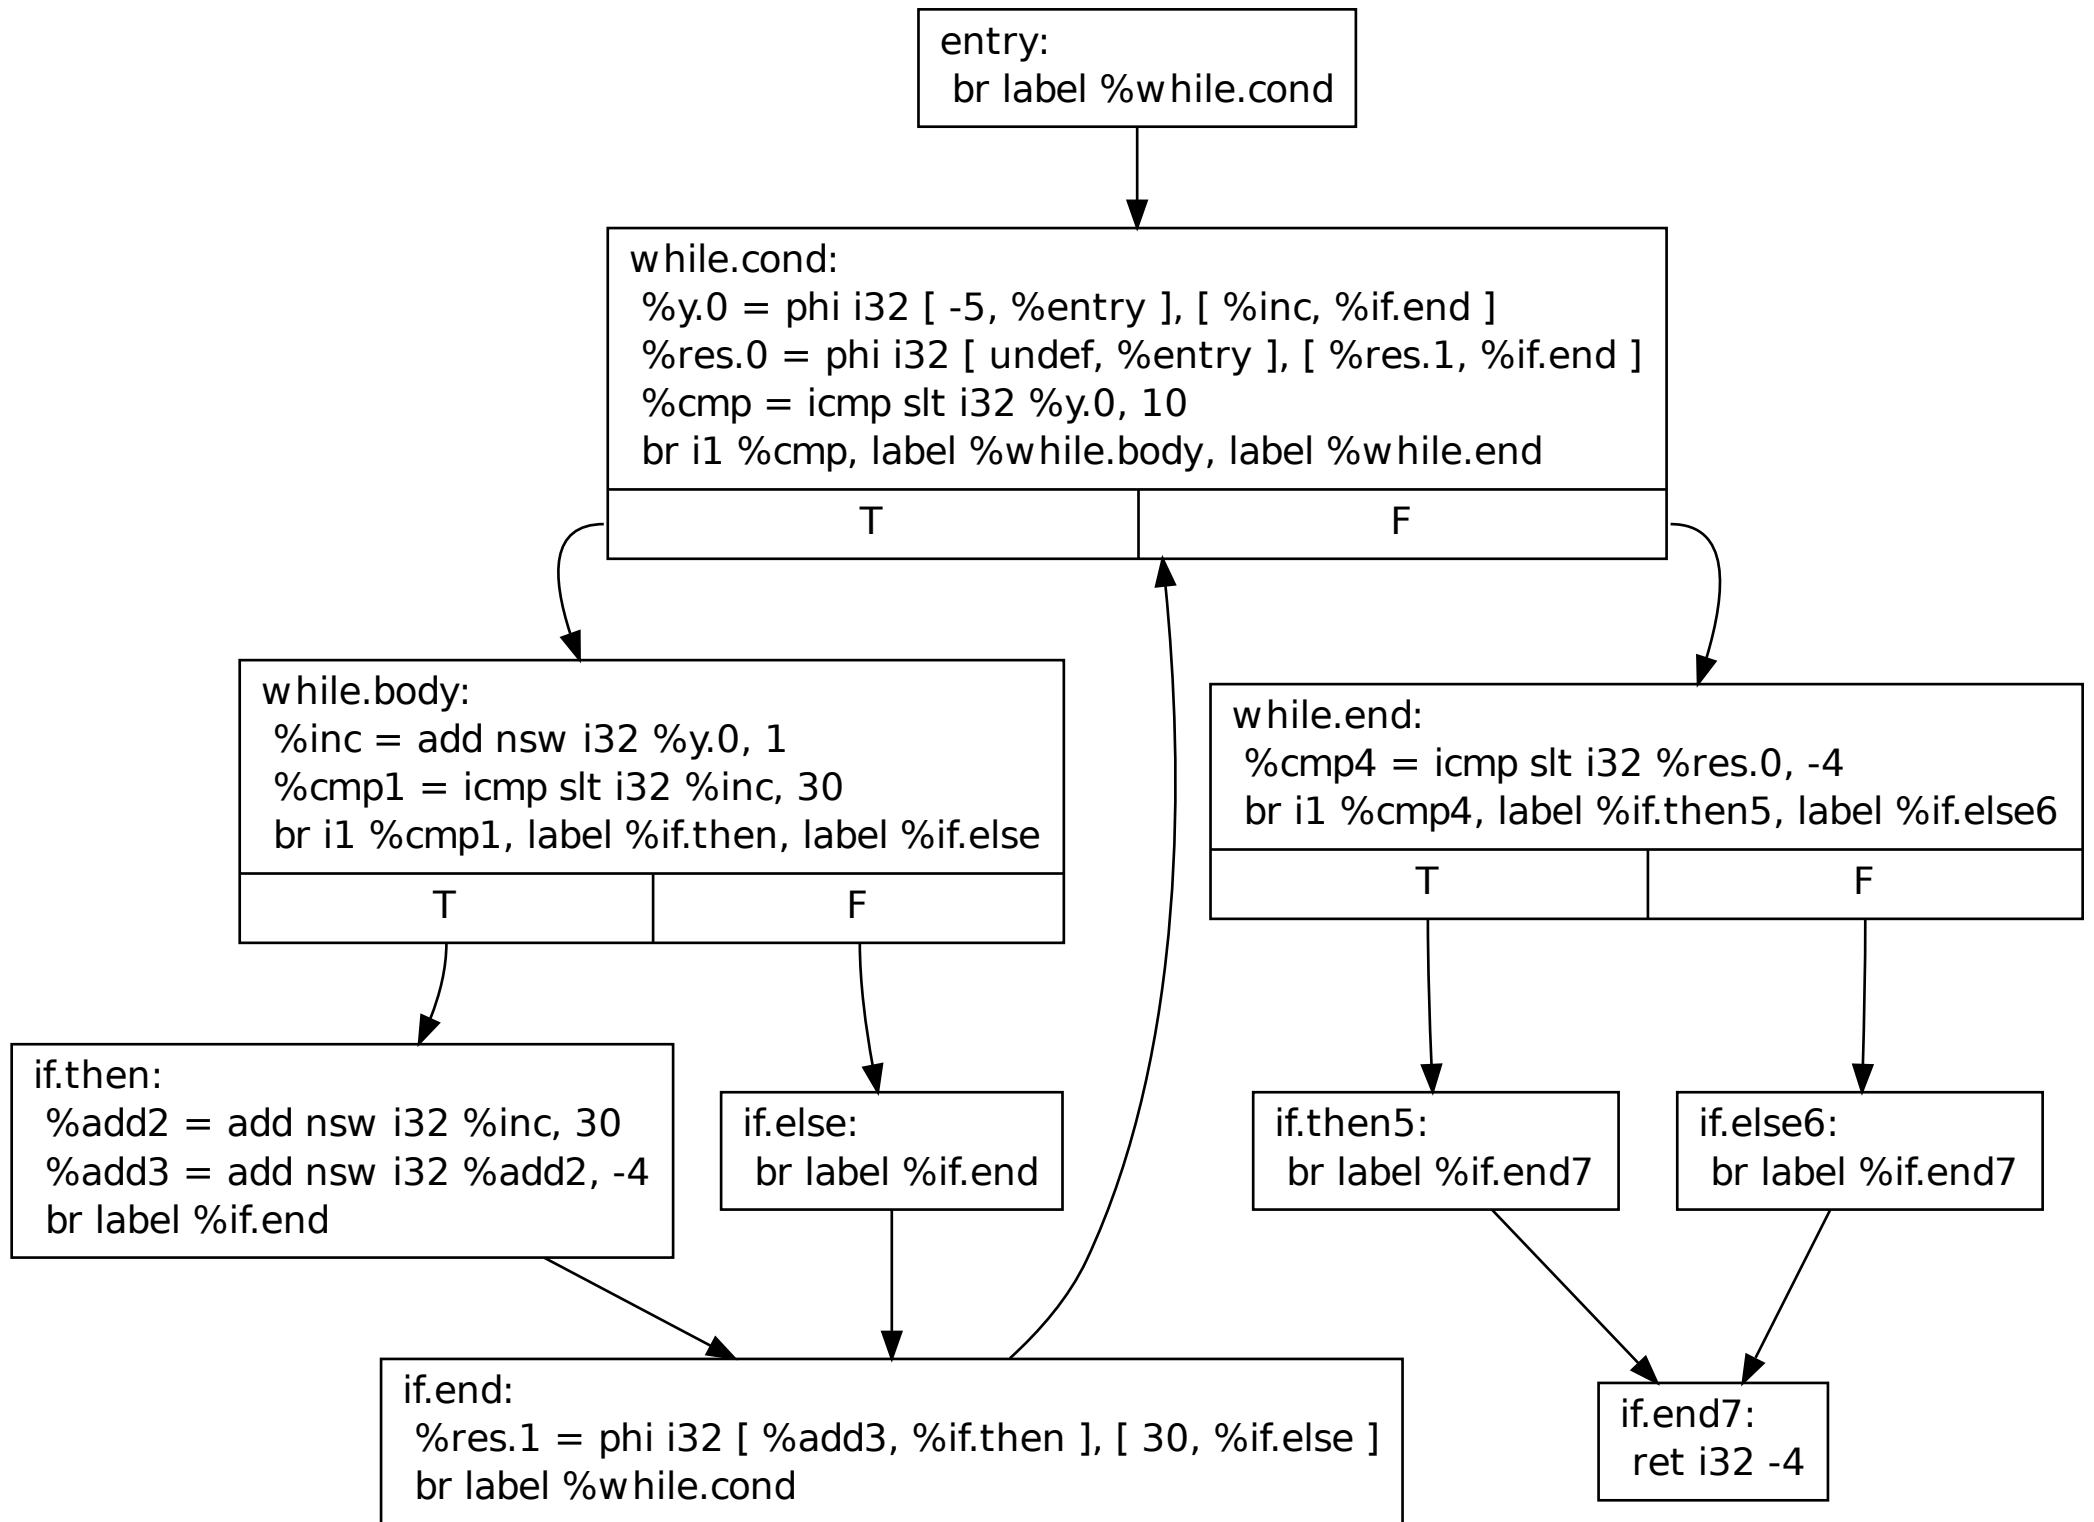 entry:
br label %while.cond
while.cond:
%y.0 = phi i32 [ -5, %entry ], [ %inc, %if.end ]
%res.0 = phi i32 [ undef, %entry ], [ %res.1, %if.end ]
%cmp = icmp slt i32 %y.0, 10
br i1 %cmp, label %while.body, label %while.end
T
F
while.body:
%inc = add nsw i32 %y.0, 1
%cmp1 = icmp slt i32 %inc, 30
br i1 %cmp1, label %if.then, label %if.else
T
F
while.end:
%cmp4 = icmp slt i32 %res.0, -4
br i1 %cmp4, label %if.then5, label %if.else6
T
F
if.then:
%add2 = add nsw i32 %inc, 30
%add3 = add nsw i32 %add2, -4
br label %if.end
if.else:
br label %if.end
if.then5:
br label %if.end7
if.else6:
br label %if.end7
if.end:
%res.1 = phi i32 [ %add3, %if.then ], [ 30, %if.else ]
br label %while.cond
if.end7:
ret i32 -4